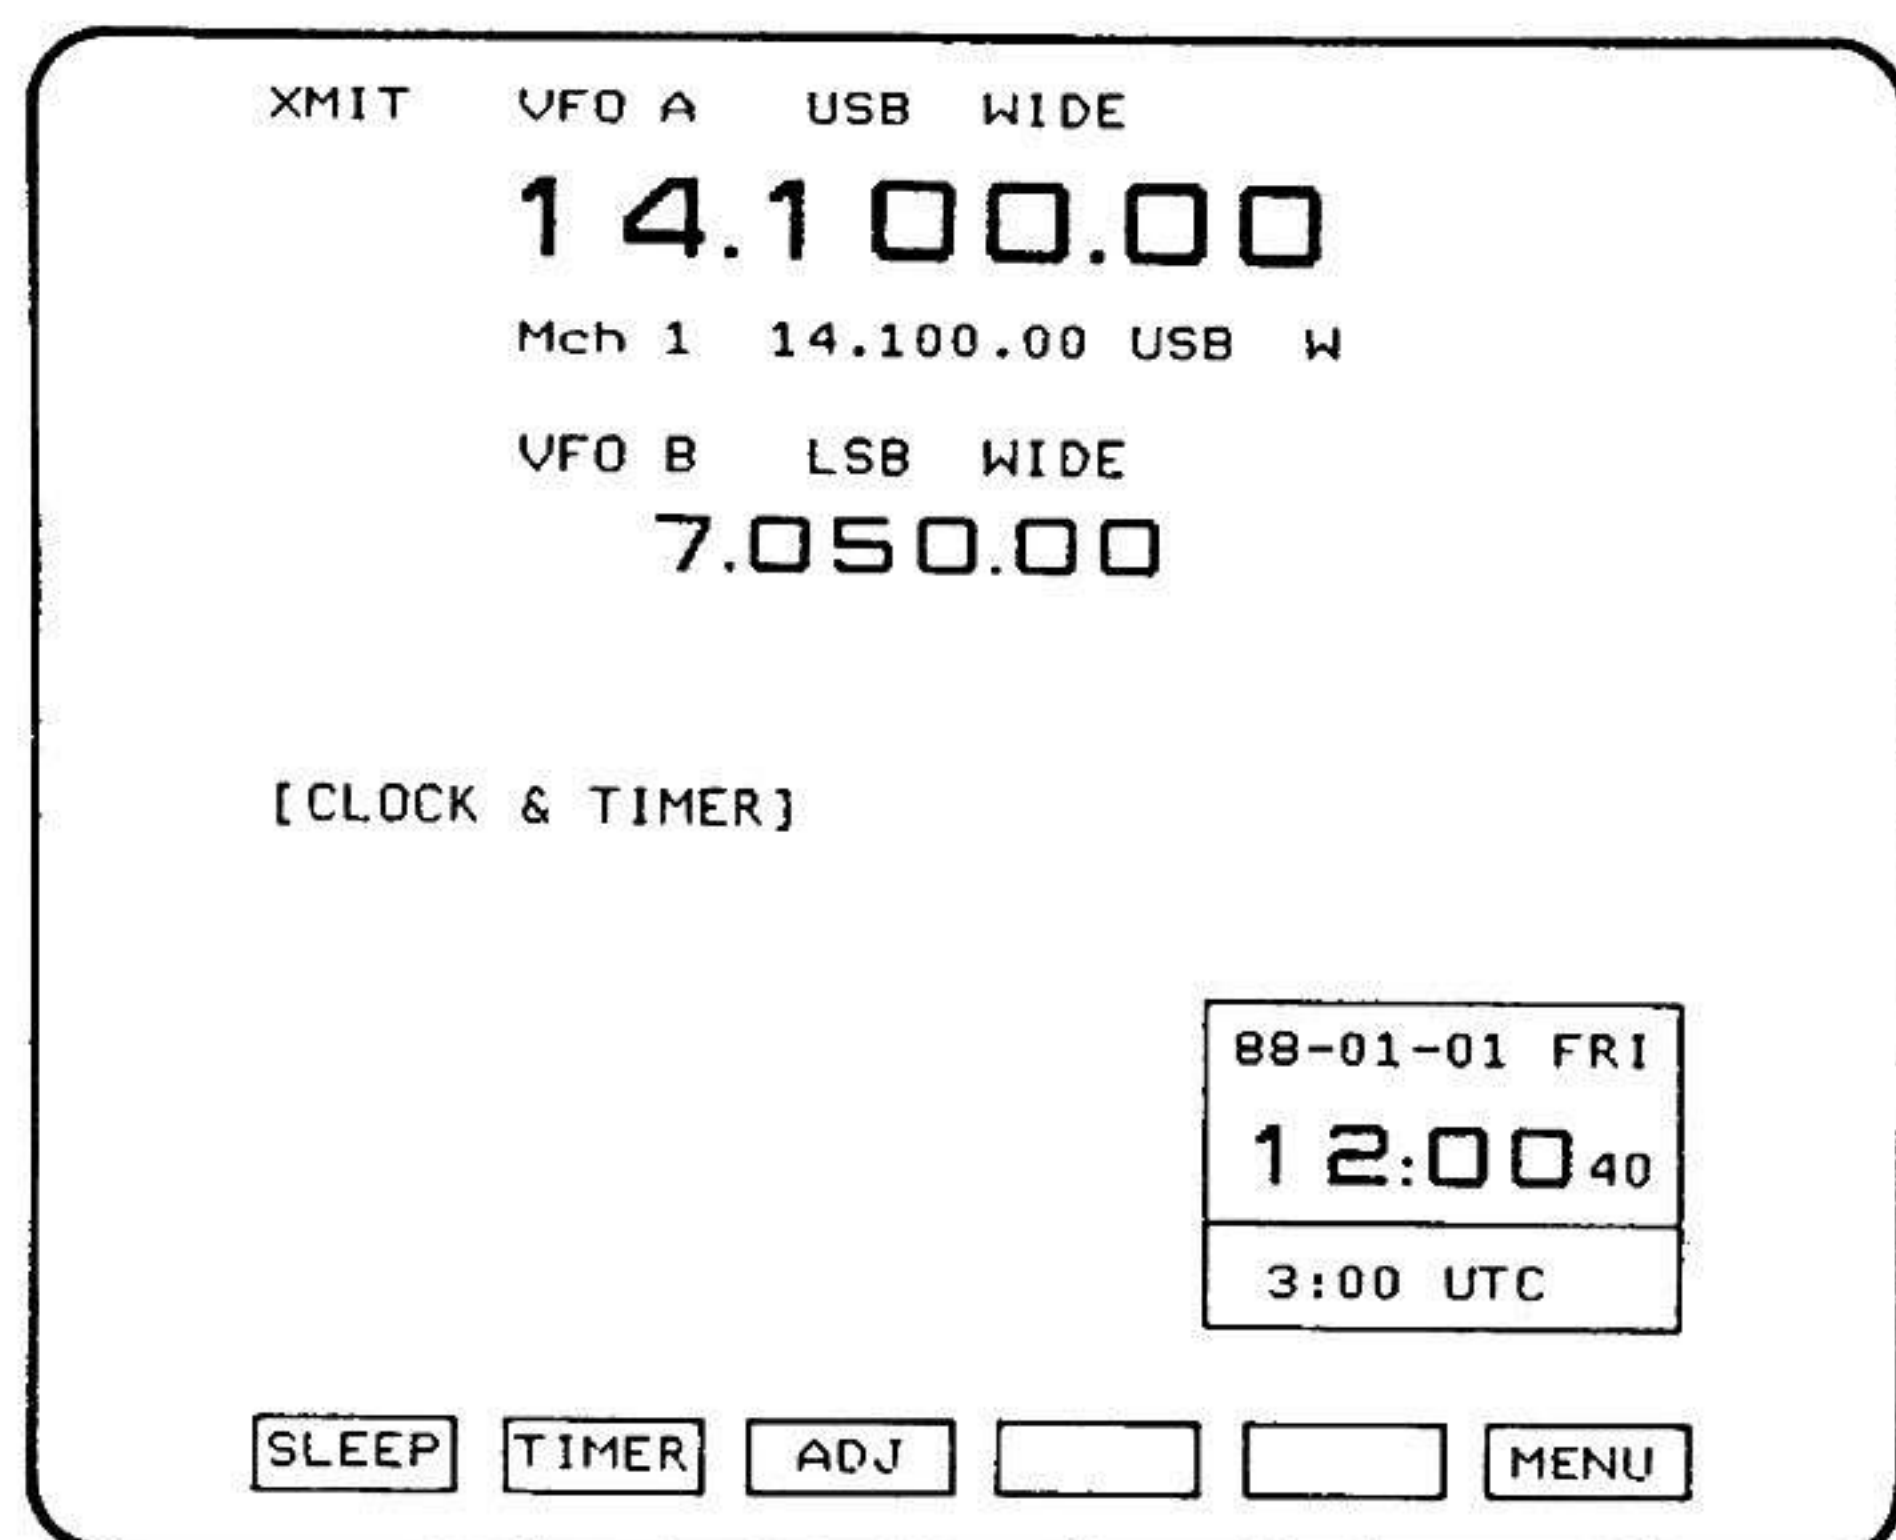 XMIT VFO A USB WIDE
14.100.00
Mch 1 14.100.00 USB W
VFO B LSB WIDE
7.050.00
[CLOCK & TIMER]
88-01-01 FRI
12:00 40
3:00 UTC
SLEEP TIMER ADJ MENU